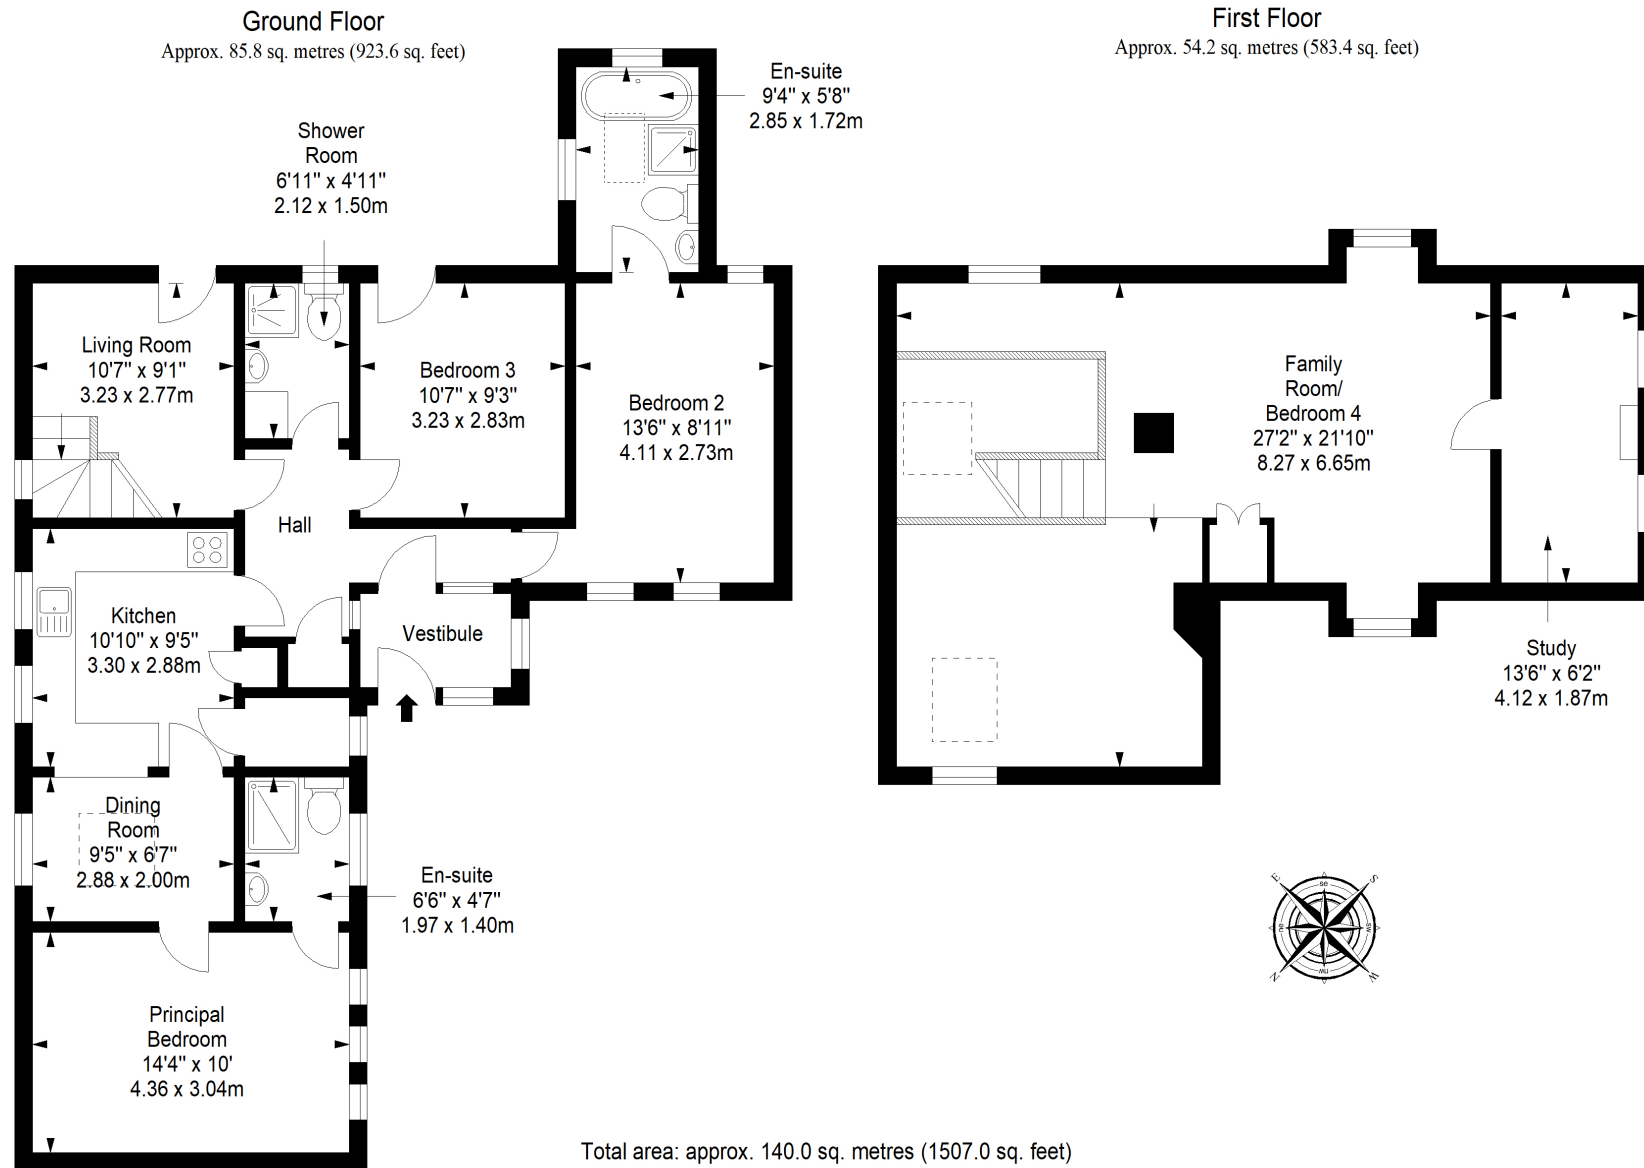 Ground Floor
Approx. 85.8 sq. metres (923.6 sq. feet)
First Floor
Approx. 54.2 sq. metres (583.4 sq. feet)
En-suite
9'4" x 5'8"
2.85 x 1.72m
Shower
Room
6'11" x 4'11"
2.12 x 1.50m
Living Room
10'7" x 9'1"
3.23 x 2.77m
Bedroom 3
10'7" x 9'3"
3.23 x 2.83m
Bedroom 2
13'6" x 8'11"
4.11 x 2.73m
Family
Room/
Bedroom 4
27'2" x 21'10"
8.27 x 6.65m
Hall
Kitchen
10'10" x 9'5"
3.30 x 2.88m
Vestibule
Study
13'6" x 6'2"
4.12 x 1.87m
Dining
Room
9'5" x 6'7"
2.88 x 2.00m
En-suite
6'6" x 4'7"
1.97 x 1.40m
Principal
Bedroom
14'4" x 10'
4.36 x 3.04m
E
se
S
ne
sw
N
nw
W
Total area: approx. 140.0 sq. metres (1507.0 sq. feet)